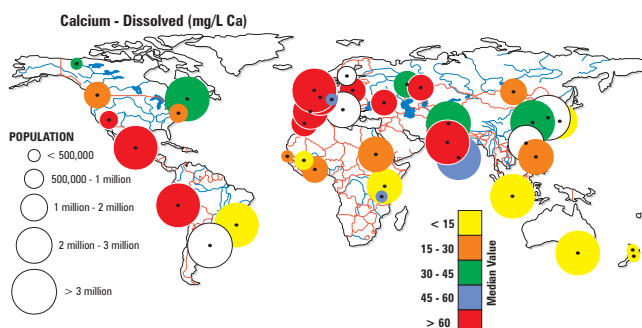 Calcium - Dissolved (mg/L Ca)
POPULATION
< 500,000
500,000 - 1 million
1 million - 2 million
2 million - 3 million
> 3 million
< 15
15 - 30
30 - 45
45 - 60
> 60
Median Value